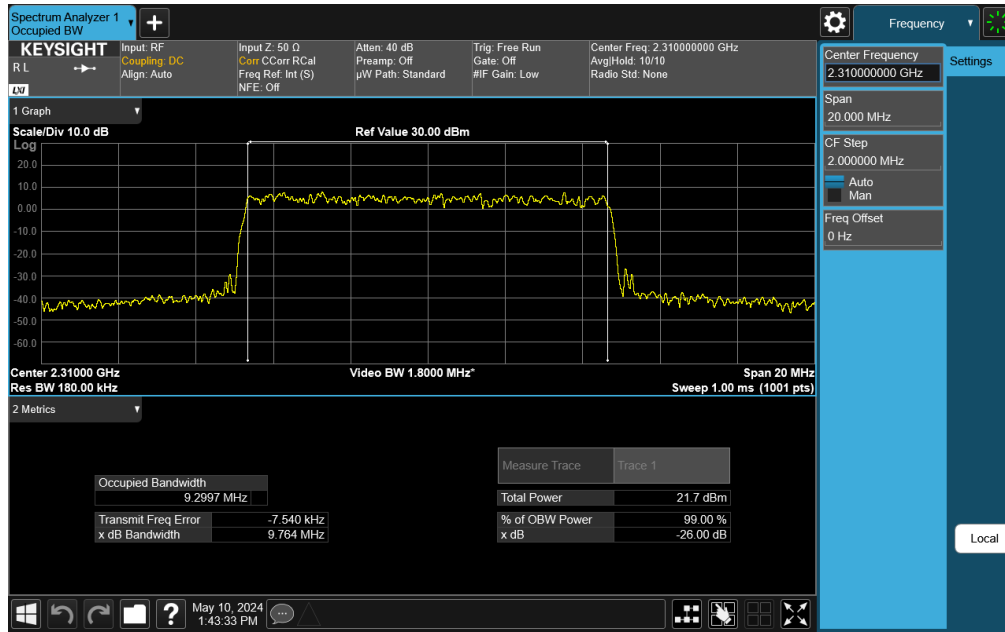 Spectrum Analyzer 1
Occupied BW
Frequency
KEYSIGHT
R L
LXI
Input: RF
Coupling: DC
Align: Auto
Input Z: 50 Ω
Corr CCorr RCal
Freq Ref: Int (S)
NFE: Off
Atten: 40 dB
Preamp: Off
µW Path: Standard
Trig: Free Run
Gate: Off
#IF Gain: Low
Center Freq: 2.310000000 GHz
Avg|Hold: 10/10
Radio Std: None
Center Frequency
2.310000000 GHz
Settings
Span
20.000 MHz
CF Step
2.000000 MHz
Auto
Man
Freq Offset
0 Hz
Local
1 Graph
Scale/Div 10.0 dB
Ref Value 30.00 dBm
Log
20.0
10.0
0.00
-10.0
-20.0
-30.0
-40.0
-50.0
-60.0
Center 2.31000 GHz
Video BW 1.8000 MHz*
Span 20 MHz
Res BW 180.00 kHz
Sweep 1.00 ms (1001 pts)
2 Metrics
Measure Trace Trace 1
Occupied Bandwidth
9.2997 MHz
Total Power 21.7 dBm
Transmit Freq Error -7.540 kHz
% of OBW Power 99.00 %
x dB Bandwidth 9.764 MHz
x dB -26.00 dB
May 10, 2024
1:43:33 PM